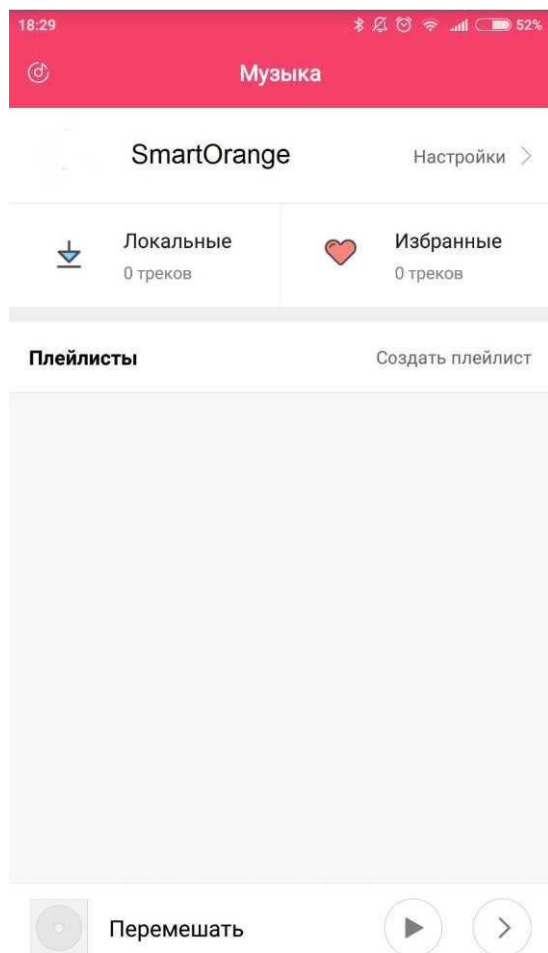 18:29
52%
Музыка
SmartOrange
Настройки
Локальные
0 треков
Избранные
0 треков
Плейлисты
Создать плейлист
Перемешать